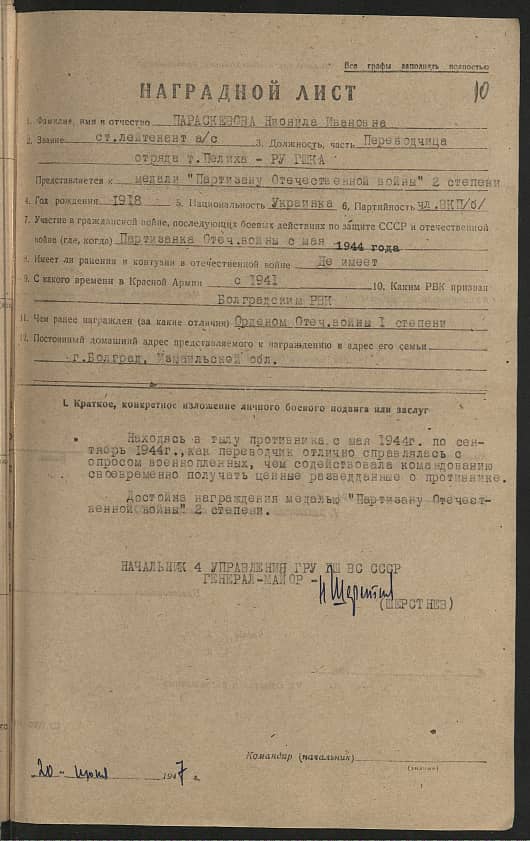 Все графы заполнять полностью
10
НАГРАДНОЙ ЛИСТ
1. Фамилия, имя и отчество ПАРАСКЕВОВА Нионила Ивановна
2. Звание ст.лейтенант а/с 3. Должность, часть Переводчица
отряда т.Пелиха - РУ ГШКА
Представляется к медали "Партизану Отечественной войны" 2 степени
4. Год рождения 1918 5. Национальность Украинка 6. Партийность чл.ВКП/б/
7. Участие в гражданской войне, последующих боевых действиях по защите СССР и отечественной
войне (где, когда) Партизанка Отеч.войны с мая 1944 года
8. Имеет ли ранения и контузии в отечественной войне Не имеет
9. С какого времени в Красной Армии с 1941 10. Каким РВК призван
Болградским РВК
11. Чем ранее награжден (за какие отличия) Орденом Отеч.войны 1 степени
12. Постоянный домашний адрес представляемого к награждению и адрес его семьи
г.Болград, Измаильской обл.
I. Краткое, конкретное изложение личного боевого подвига или заслуг
Находясь в тылу противника с мая 1944г. по сен-
тябрь 1944г., как переводчик отлично справлялась с
опросом военнопленных, чем содействовала командованию
своевременно получать ценные разведданные о противнике.
Достойна награждения медалью "Партизану Отечест-
венной войны" 2 степени.
НАЧАЛЬНИК 4 УПРАВЛЕНИЯ ГРУ ГШ ВС СССР
ГЕНЕРАЛ-МАЙОР -
(ШЕРСТНЕВ)
Командир (начальник)
(звание)
20 - июня 1947 г.